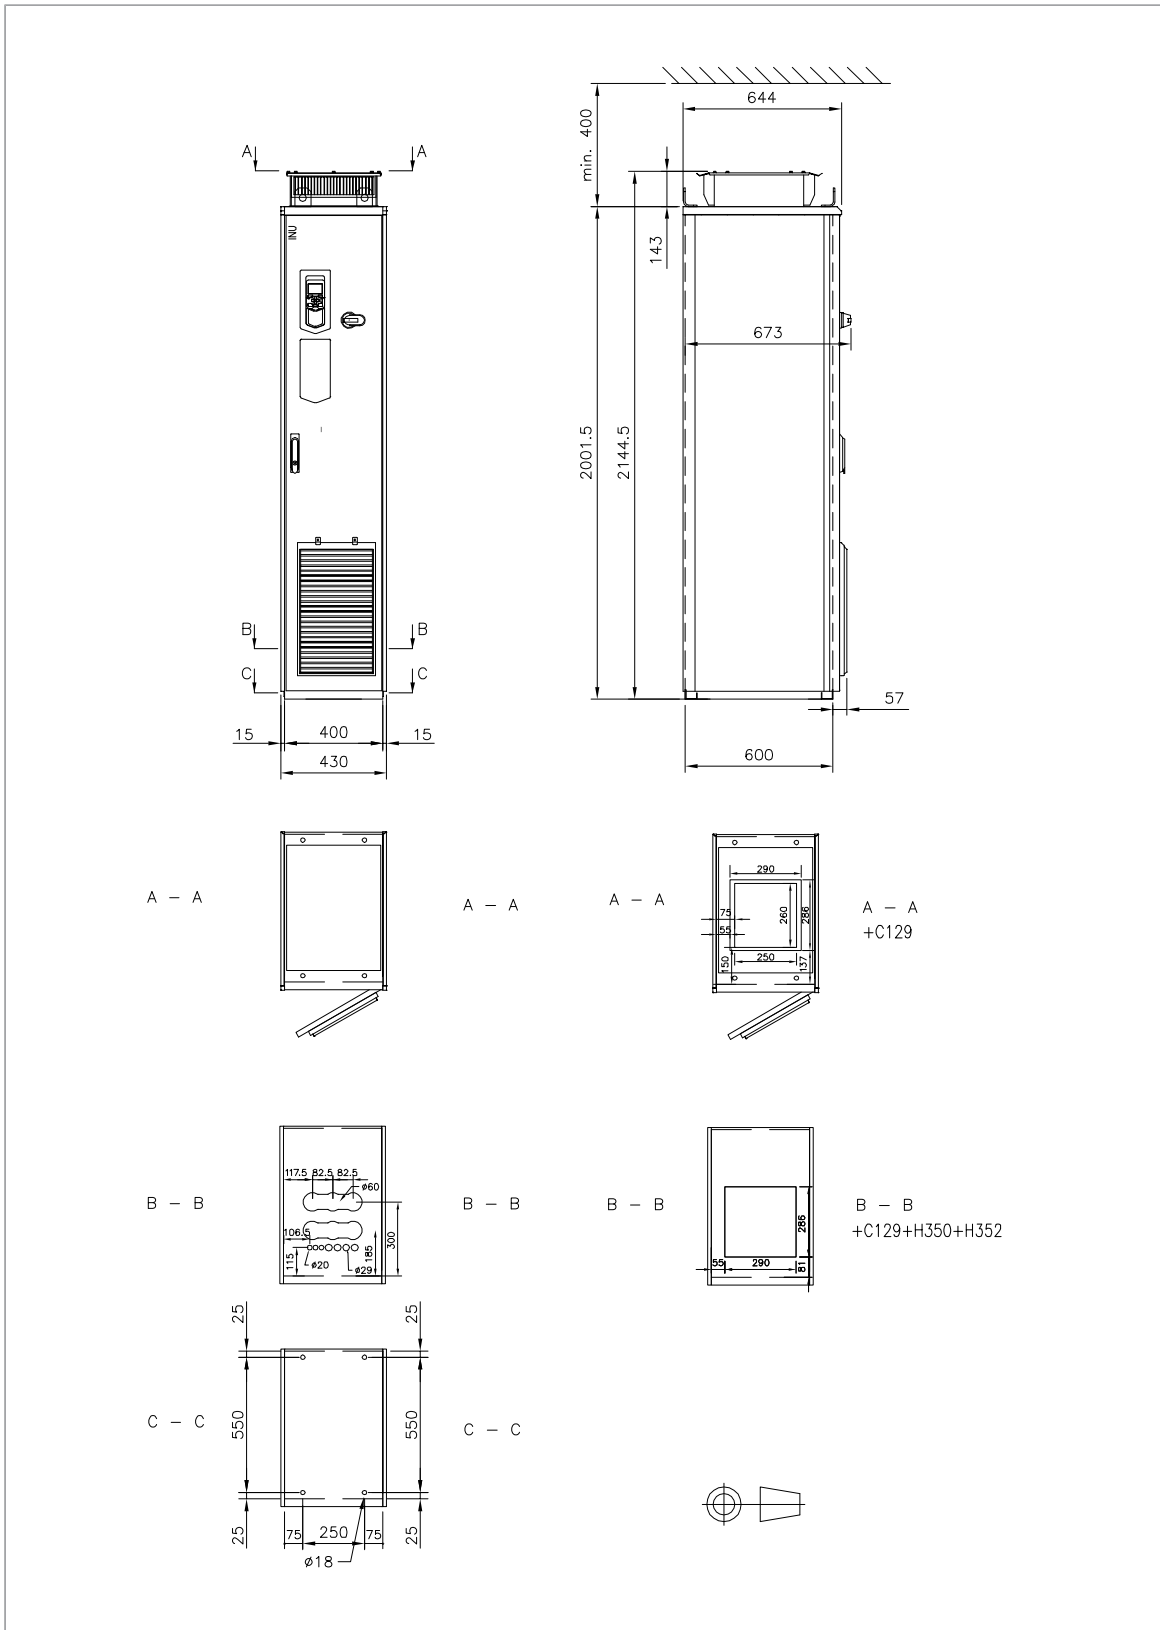 644
min. 400
A A
143
INU
673
2001.5
2144.5
B B
C C
57
15 400 15
430
600
A – A
A – A
A – A
290
75
260
286
55
150
250
137
A – A
+C129
B – B
117.5 82.5 82.5
ø60
106.5
115
ø20
ø29
185
300
B – B
B – B
286
55
290
81
B – B
+C129+H350+H352
25 25
C – C
550 550
C – C
25 25
75 250 75
ø18